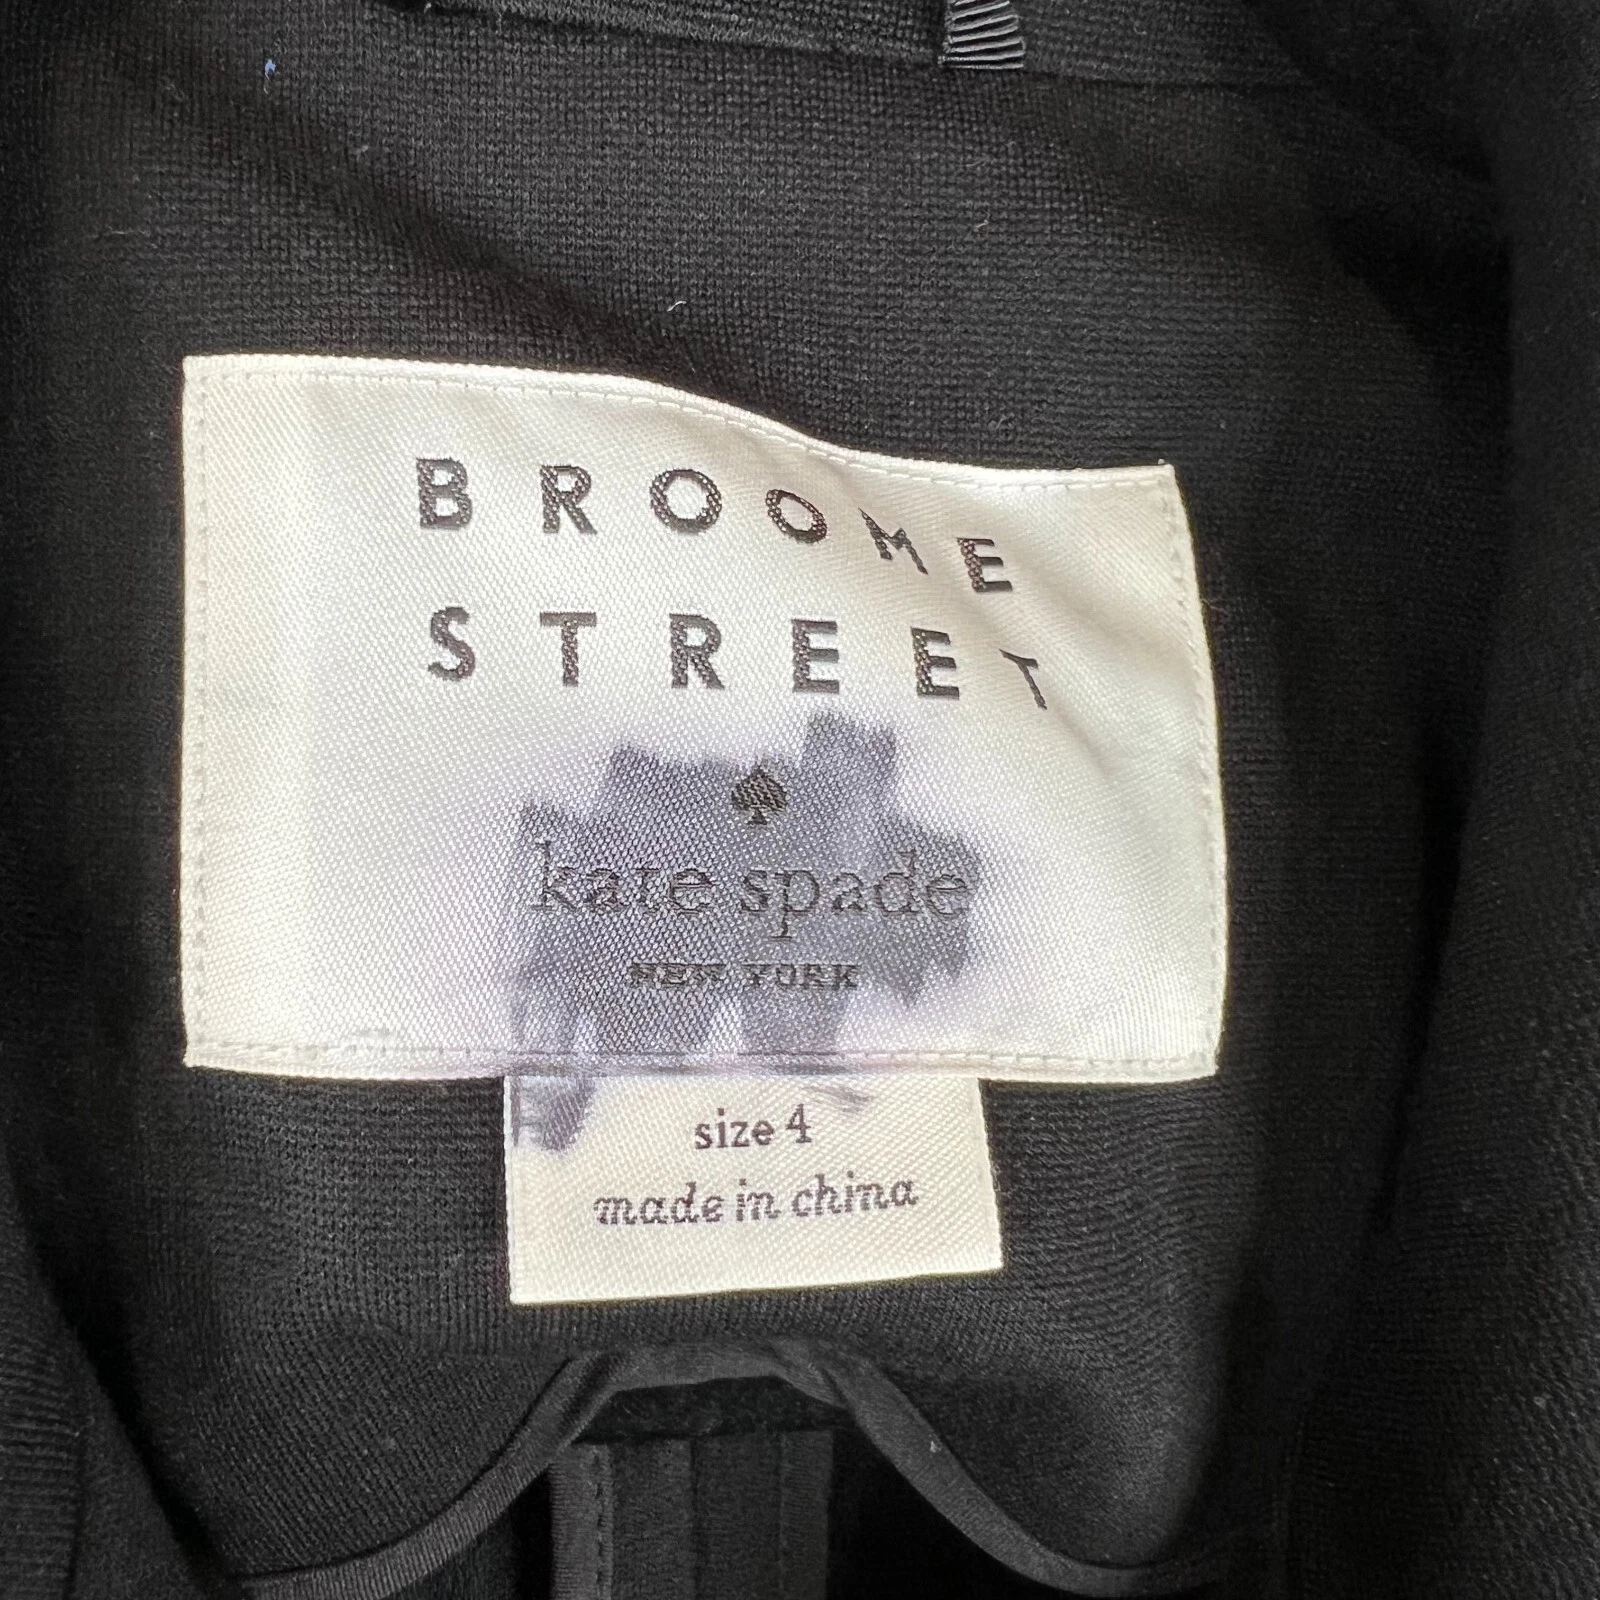 BROOME
STREET
kate spade
NEW YORK
size 4
made in china